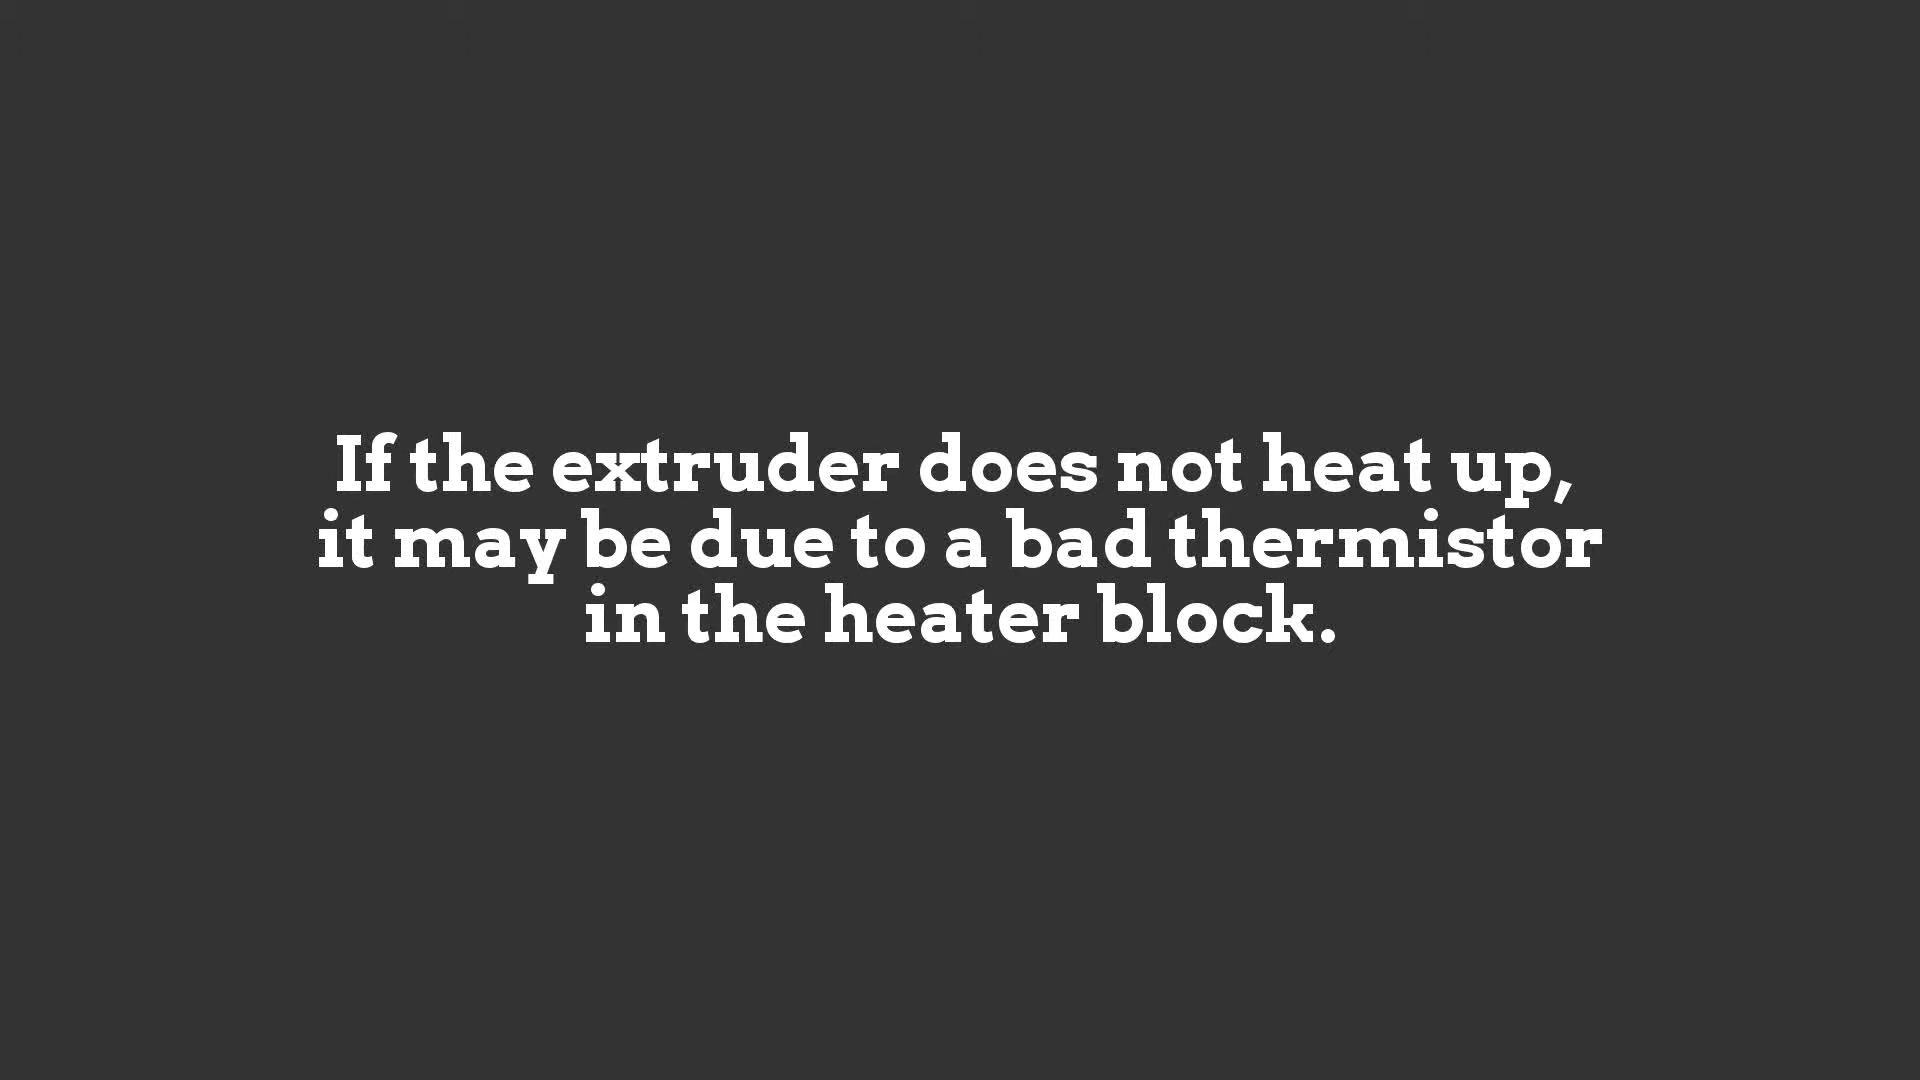 If the extruder does not heat up,
it may be due to a bad thermistor
in the heater block.